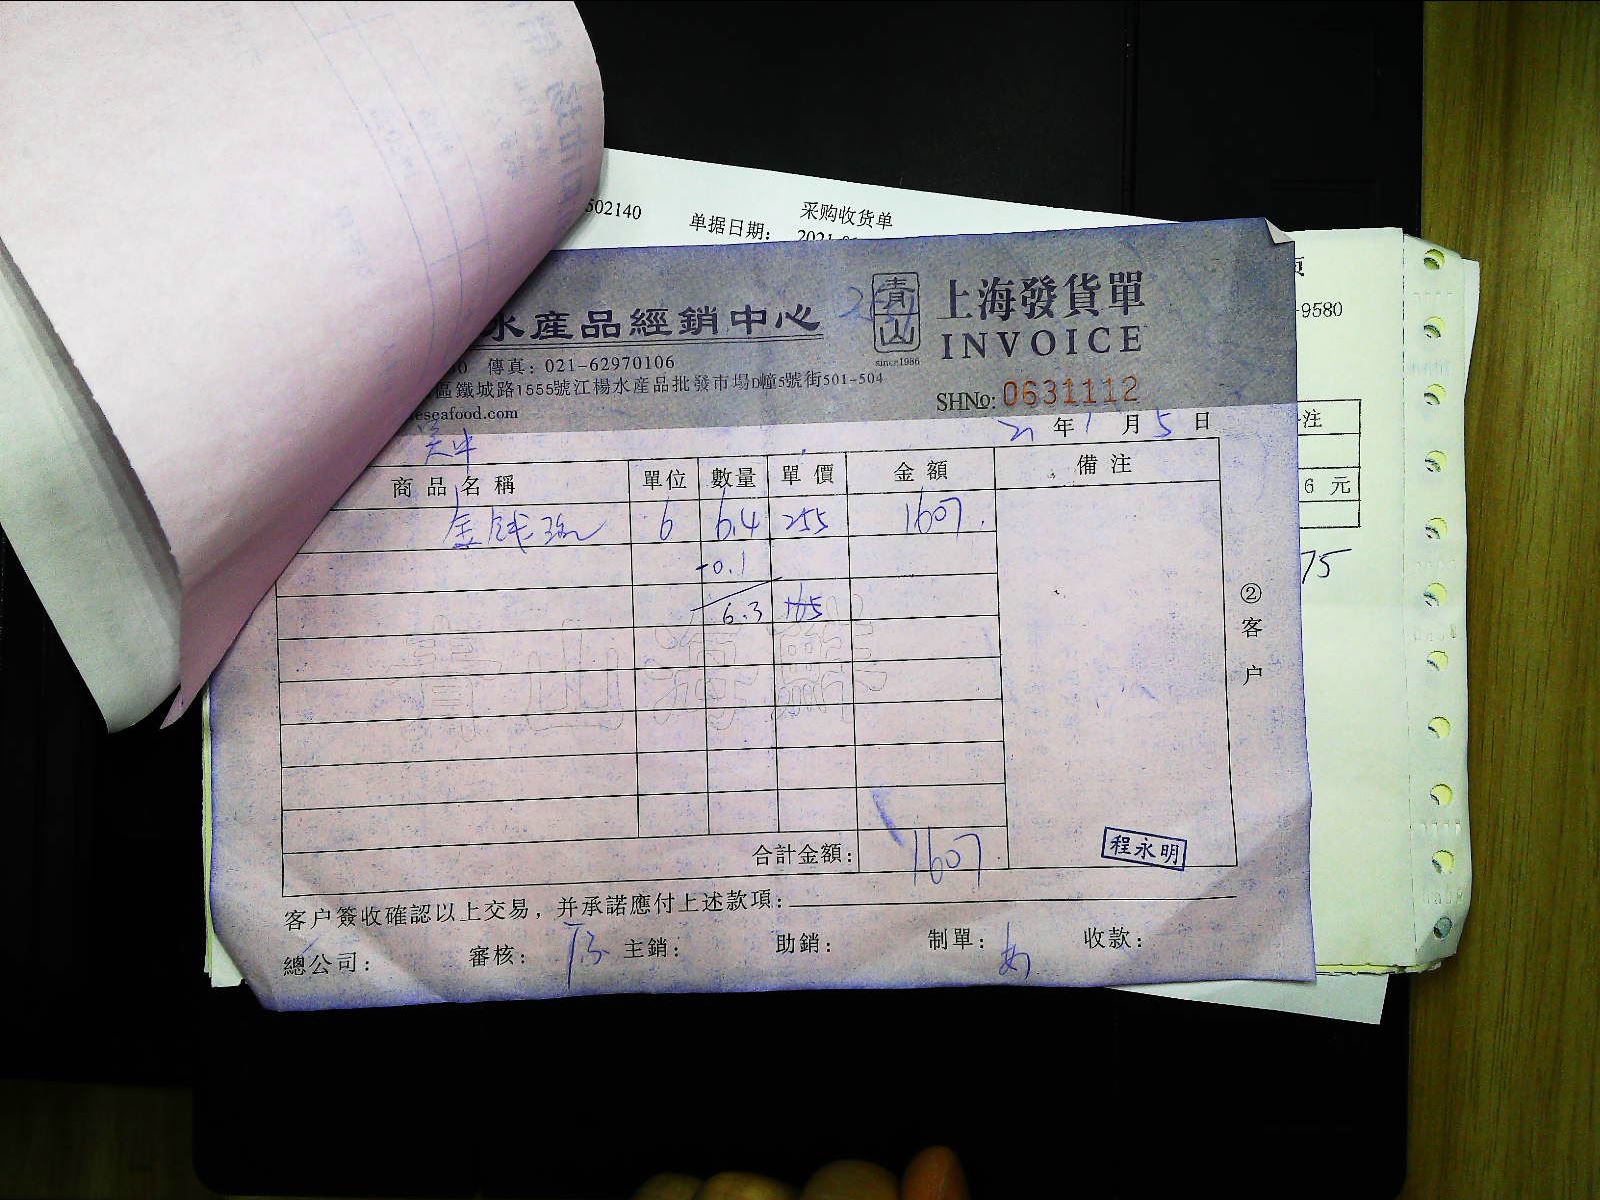 502140
采购收货单
单据日期：
水產品經銷中心
青山
since1986
上海發貨單
INVOICE
傳真：021-62970106
區鐵城路1555號江楊水產品批發市場D幢5號街501-504
eseafood.com
SHNo: 0631112
-9580
21 年 1 月 5 日
商品名稱 單位 數量 單價 金額 備注
6 6.4 255 1607.
-0.1
6.3
注
6 元
75
青山海鮮
②客户
合計金額： 1607
程永明
客户簽收確認以上交易，并承諾應付上述款項：
總公司： 審核： 主銷： 助銷： 制單： 收款：